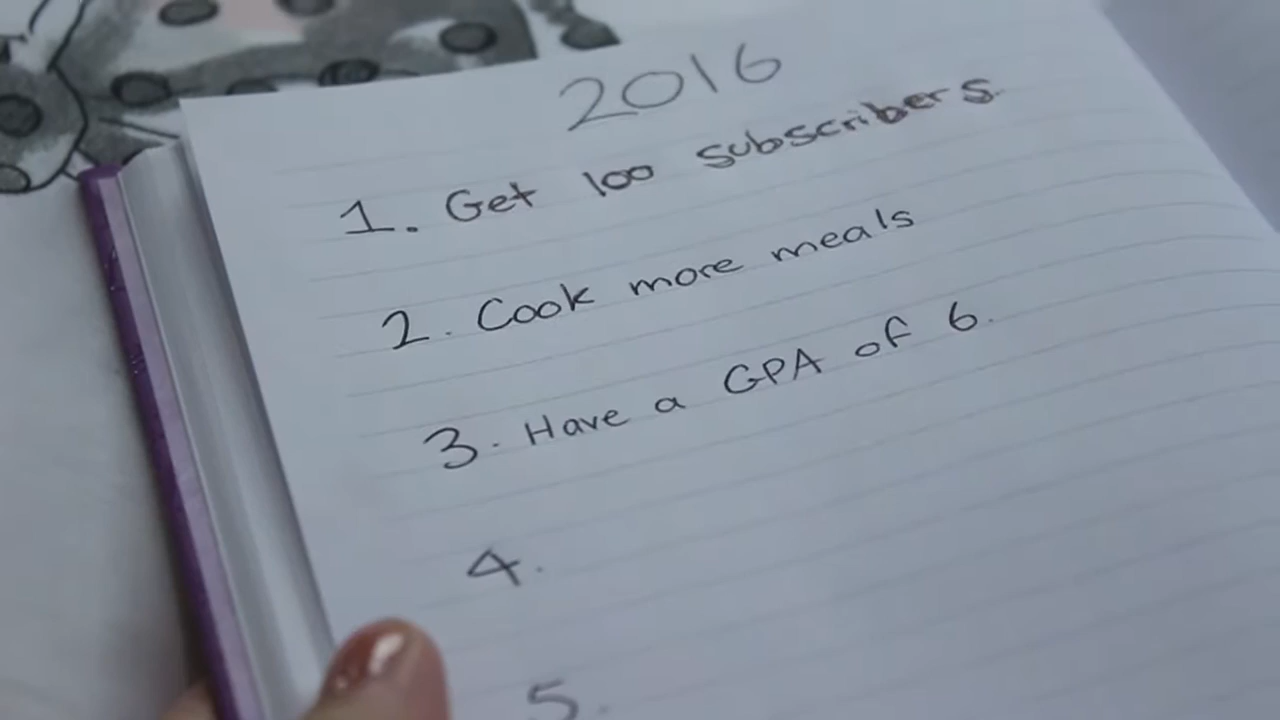 2016
1. Get 100 subscribers.
2. Cook more meals
3. Have a GPA of 6.
4.
5.